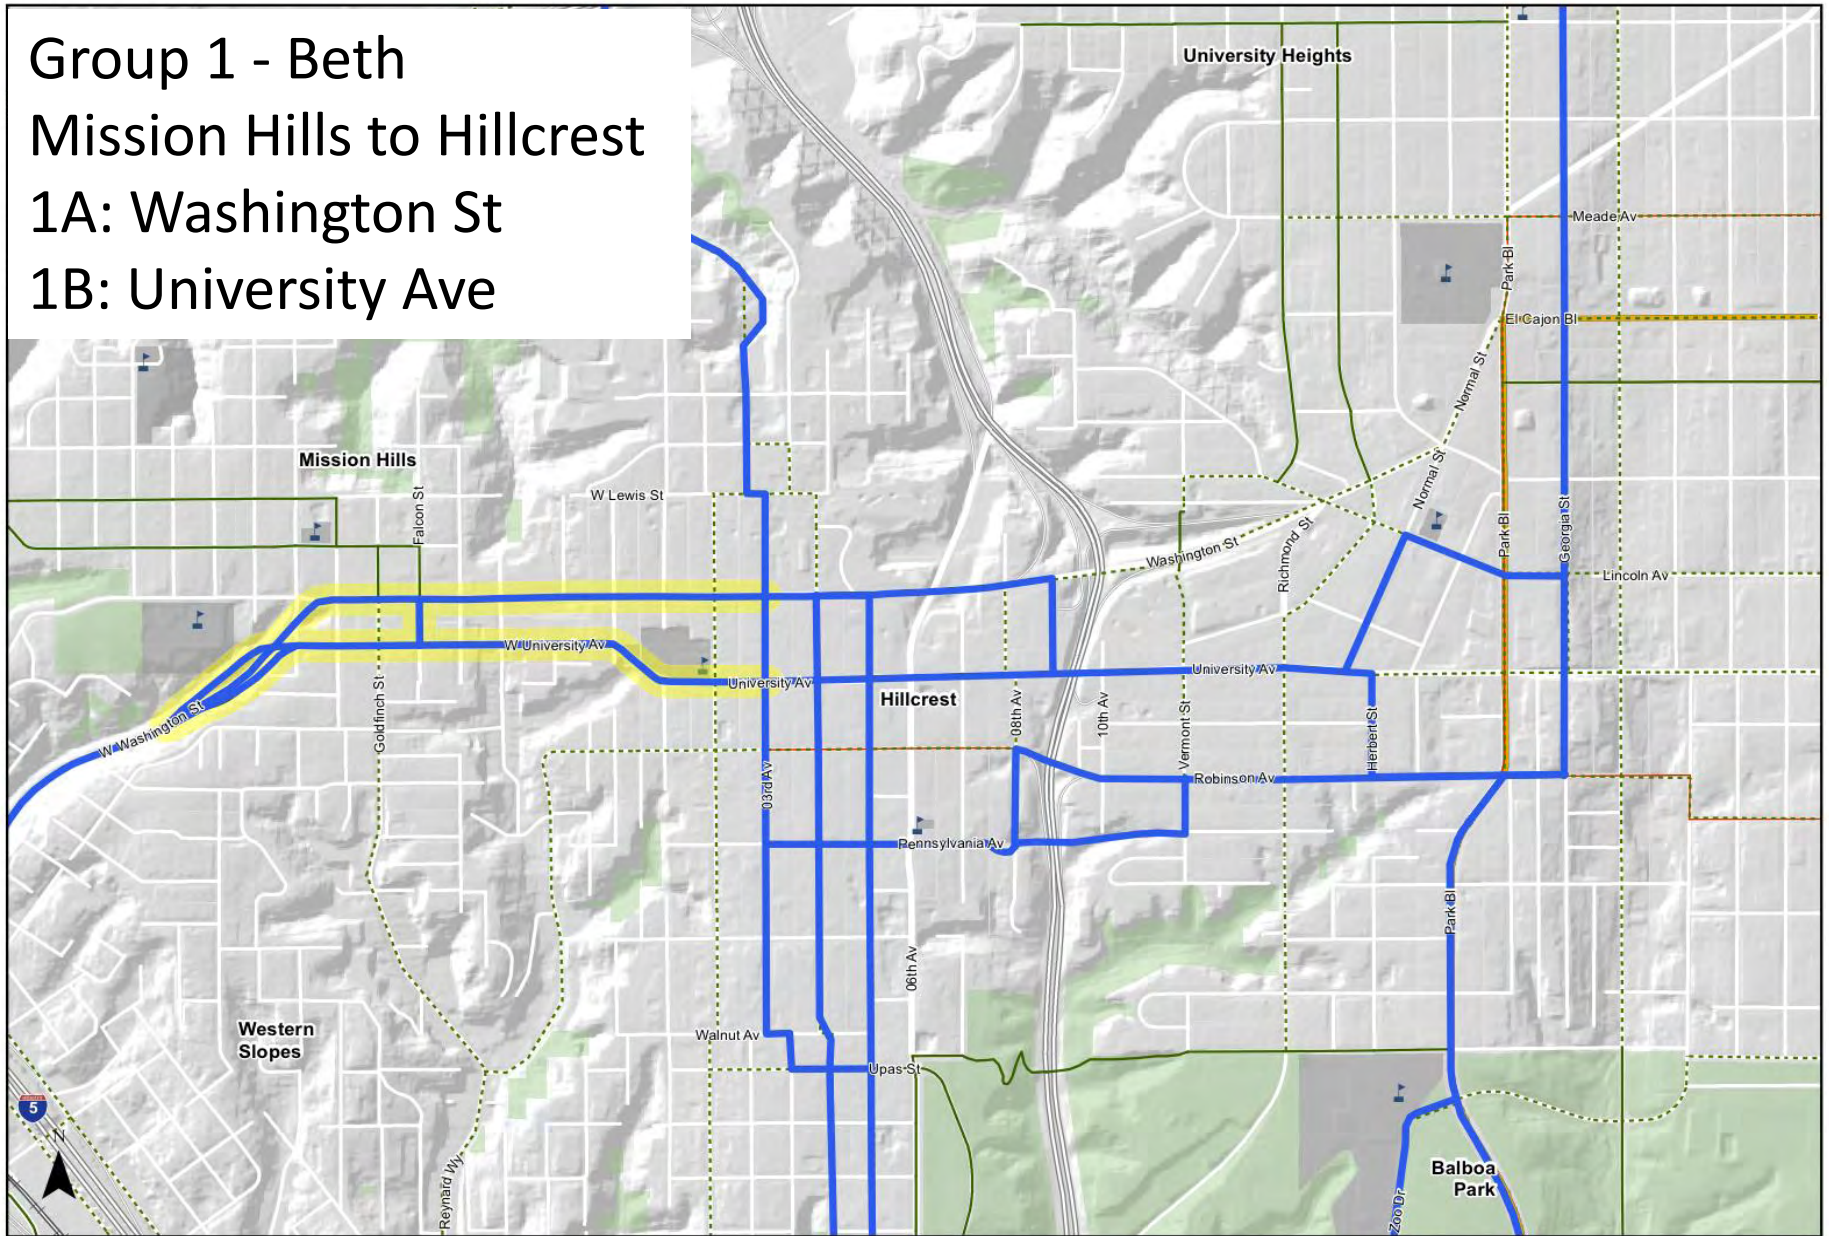 Group 1 - Beth
Mission Hills to Hillcrest
1A: Washington St
1B: University Ave
University Heights
Meade Av
Park Bl
El Cajon Bl
Normal St
Mission Hills
W Lewis St
Falcon St
Normal St
Park Bl
Georgia St
Washington St
Richmond St
Lincoln Av
W University Av
University Av
University Av
Hillcrest
W Washington St
Goldfinch St
08th Av
10th Av
Vermont St
Herbert St
03rd Av
Robinson Av
Pennsylvania Av
Park Bl
06th Av
Western
Slopes
Walnut Av
Upas St
INTERSTATE
5
N
Reynard Wy
Balboa
Park
Zoo Dr